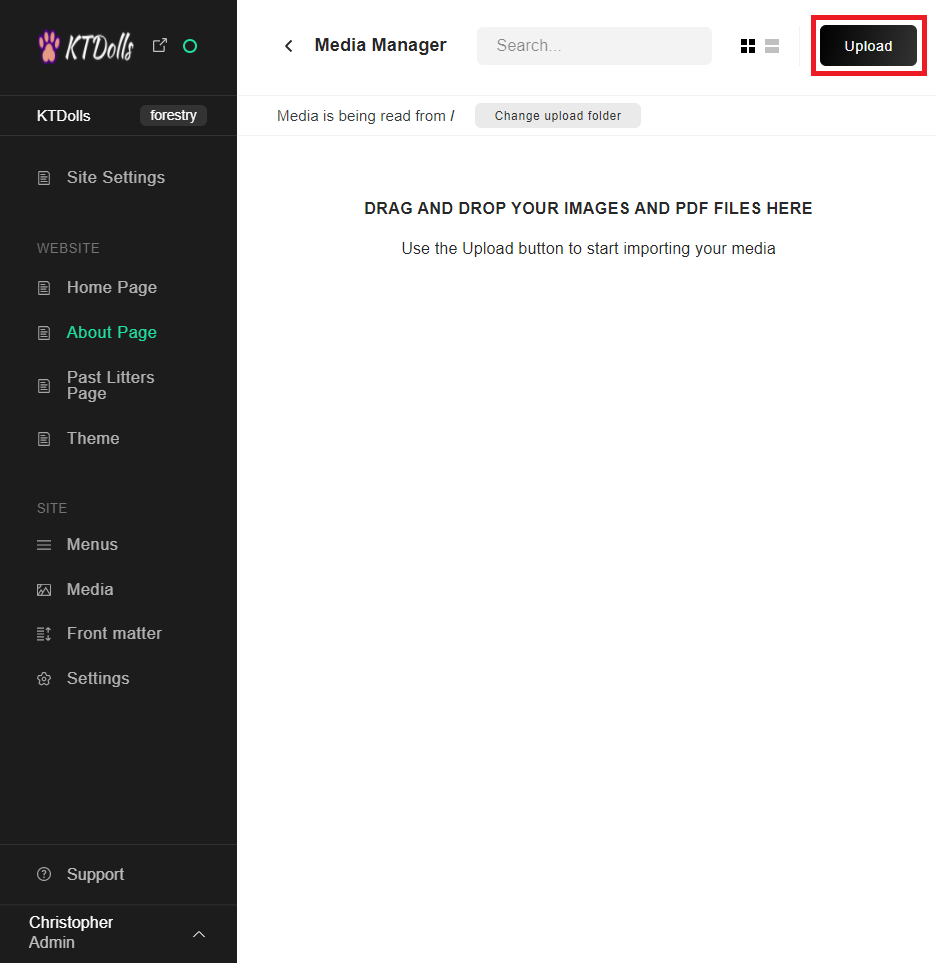 KTDolls
Media Manager
Search...
Upload
KTDolls
forestry
Media is being read from /
Change upload folder
Site Settings
DRAG AND DROP YOUR IMAGES AND PDF FILES HERE
Use the Upload button to start importing your media
WEBSITE
Home Page
About Page
Past Litters
Page
Theme
SITE
Menus
Media
Front matter
Settings
Support
Christopher
Admin